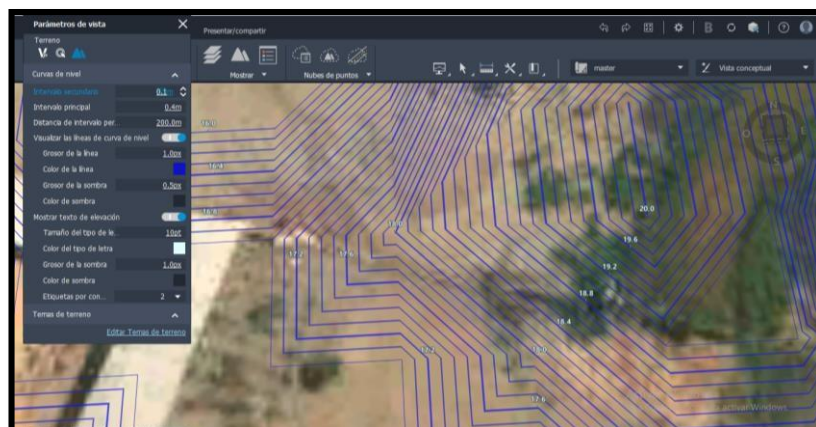 Parámetros de vista
Presentar/compartir
Terreno
Mostrar
Nubes de puntos
master
Vista conceptual
Curvas de nivel
Intervalo secundario 0.1m
Intervalo principal 0.4m
Distancia de intervalo per... 200.0m
Visualizar las líneas de curva de nivel
Grosor de la línea 1.0px
Color de la línea
Grosor de la sombra 0.5px
Color de sombra
Mostrar texto de elevación
Tamaño del tipo de le... 10pt
Color del tipo de letra
Grosor de la sombra 1.0px
Color de sombra
Etiquetas por con... 2
Temas de terreno
Editar Temas de terreno
16.0
16.4
16.8
17.2
17.6
18.0
20.0
19.6
19.2
18.8
18.4
18.0
17.2
17.6
N
O
E
S
activar Windows